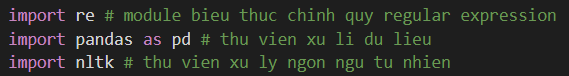 import re # module bieu thuc chinh quy regular expression
import pandas as pd # thu vien xu li du lieu
import nltk # thu vien xu ly ngon ngu tu nhien